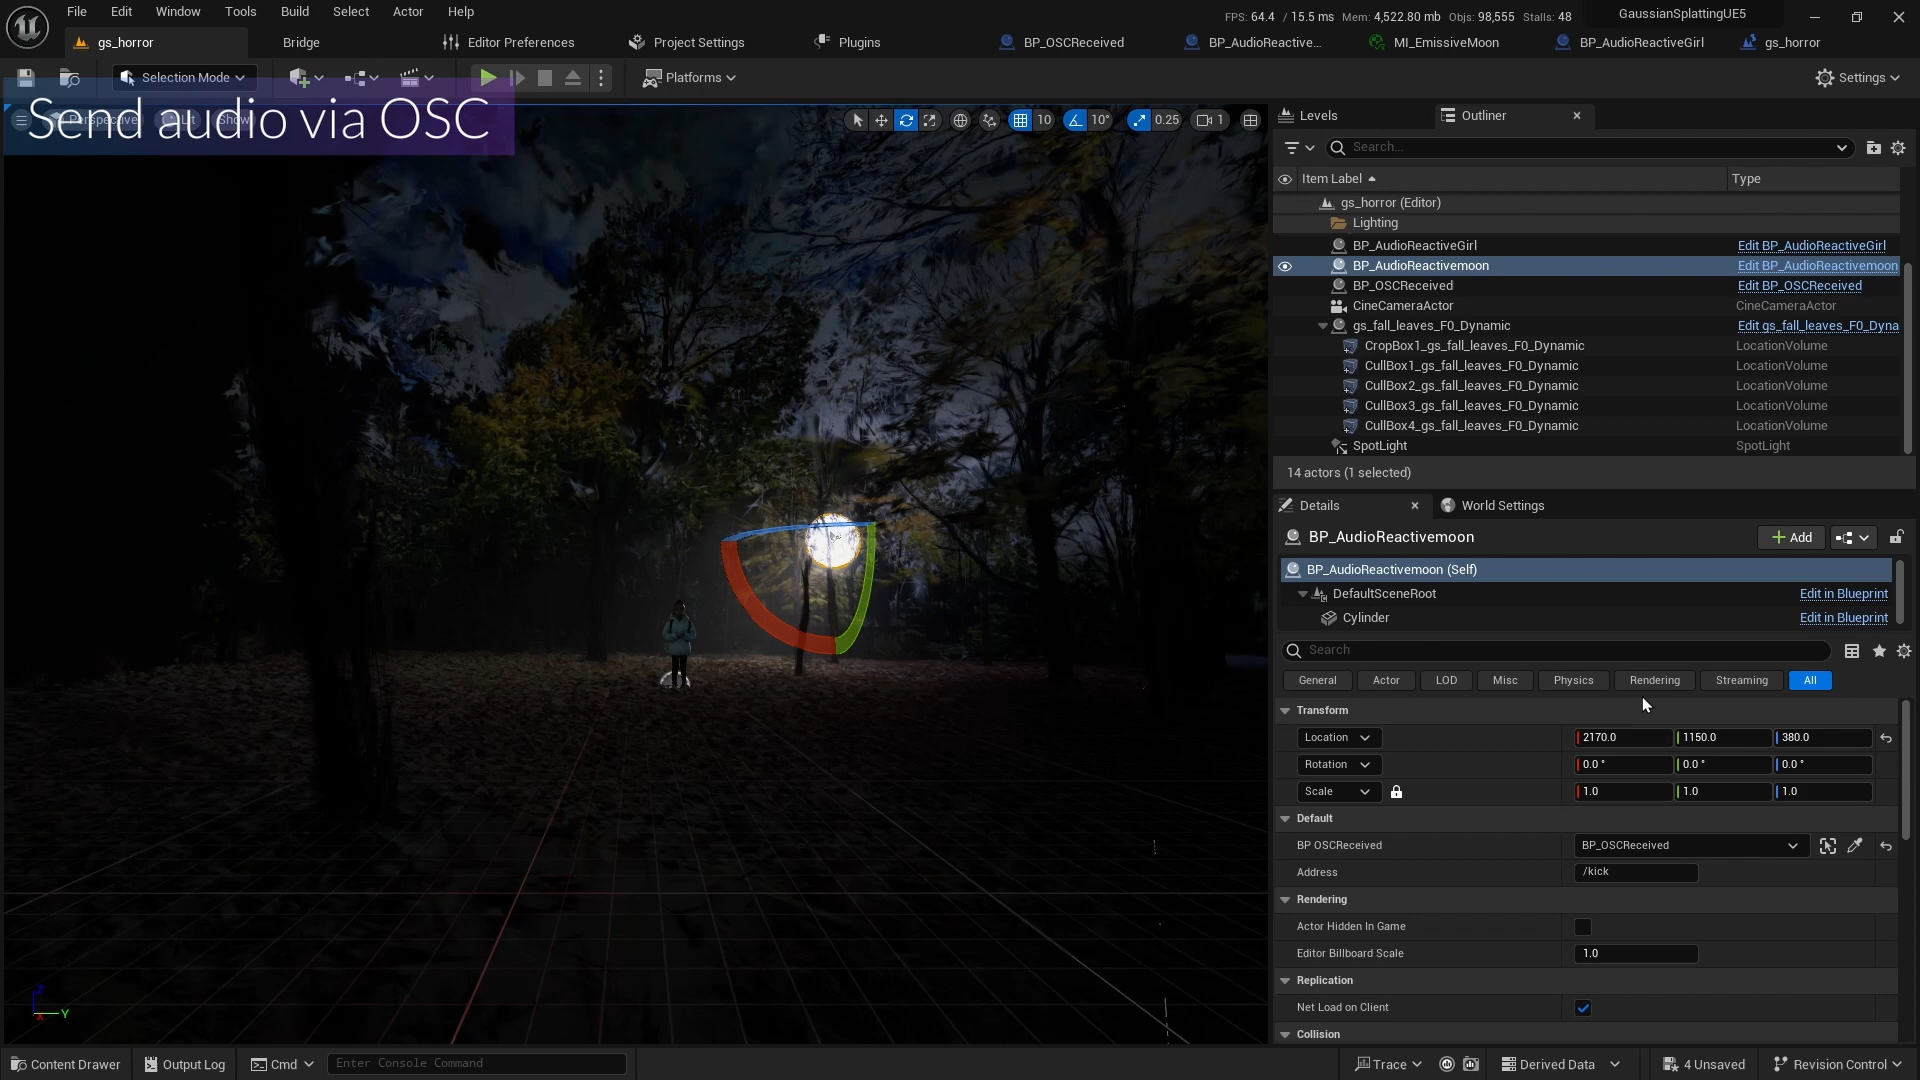 File Edit Window Tools Build Select Actor Help
FPS: 64.4 / 15.5 ms Mem: 4,522.80 mb Objs: 98,555 Stalls: 48
GaussianSplattingUE5
gs_horror
Bridge
Editor Preferences
Project Settings
Plugins
BP_OSCReceived
BP_AudioReactive...
MI_EmissiveMoon
BP_AudioReactiveGirl
gs_horror
Selection Mode
Platforms
Settings
Send audio via OSC
Perspective Lit Show
10 10° 0.25 1
Levels
Outliner
Search...
Item Label Type
gs_horror (Editor)
Lighting
BP_AudioReactiveGirl Edit BP_AudioReactiveGirl
BP_AudioReactivemoon Edit BP_AudioReactivemoon
BP_OSCReceived Edit BP_OSCReceived
CineCameraActor CineCameraActor
gs_fall_leaves_F0_Dynamic Edit gs_fall_leaves_F0_Dyna
CropBox1_gs_fall_leaves_F0_Dynamic LocationVolume
CullBox1_gs_fall_leaves_F0_Dynamic LocationVolume
CullBox2_gs_fall_leaves_F0_Dynamic LocationVolume
CullBox3_gs_fall_leaves_F0_Dynamic LocationVolume
CullBox4_gs_fall_leaves_F0_Dynamic LocationVolume
SpotLight SpotLight
14 actors (1 selected)
Details
World Settings
BP_AudioReactivemoon
Add
BP_AudioReactivemoon (Self)
DefaultSceneRoot Edit in Blueprint
Cylinder Edit in Blueprint
Search
General Actor LOD Misc Physics Rendering Streaming All
Transform
Location 2170.0 1150.0 380.0
Rotation 0.0 ° 0.0 ° 0.0 °
Scale 1.0 1.0 1.0
Default
BP OSCReceived BP_OSCReceived
Address /kick
Rendering
Actor Hidden In Game
Editor Billboard Scale 1.0
Replication
Net Load on Client
Collision
X Y
Content Drawer
Output Log
Cmd
Enter Console Command
Trace
Derived Data
4 Unsaved
Revision Control